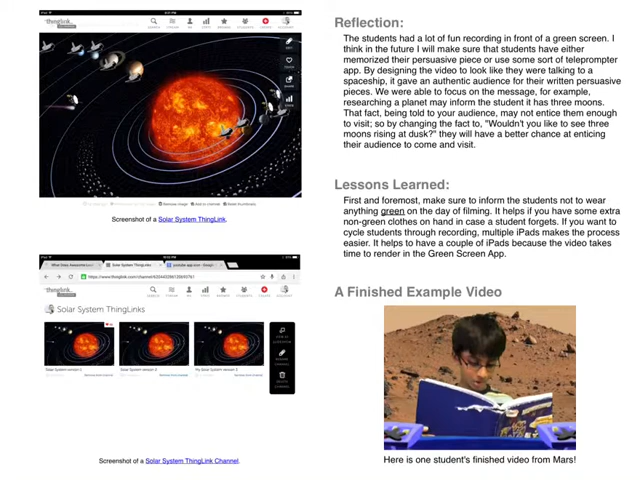 thinglink..
Screenshot of a Solar System ThingLink.
https://www.thinglink.com/channel/
thinglink..
Solar System ThingLinks
Screenshot of a Solar System ThingLink Channel.
Reflection:
The students had a lot of fun recording in front of a green screen. I
think in the future I will make sure that students have either
memorized their persuasive piece or use some sort of teleprompter
app. By designing the video to look like they were talking to a
spaceship, it gave an authentic audience for their written persuasive
pieces. We were able to focus on the message, for example,
researching a planet may inform the student it has three moons.
That fact, being told to your audience, may not entice them enough
to visit; so by changing the fact to, "Wouldn't you like to see three
moons rising at dusk?" they will have a better chance at enticing
their audience to come and visit.
Lessons Learned:
First and foremost, make sure to inform the students not to wear
anything green on the day of filming. It helps if you have some extra
non-green clothes on hand in case a student forgets. If you want to
cycle students through recording, multiple iPads makes the process
easier. It helps to have a couple of iPads because the video takes
time to render in the Green Screen App.
A Finished Example Video
Here is one student's finished video from Mars!